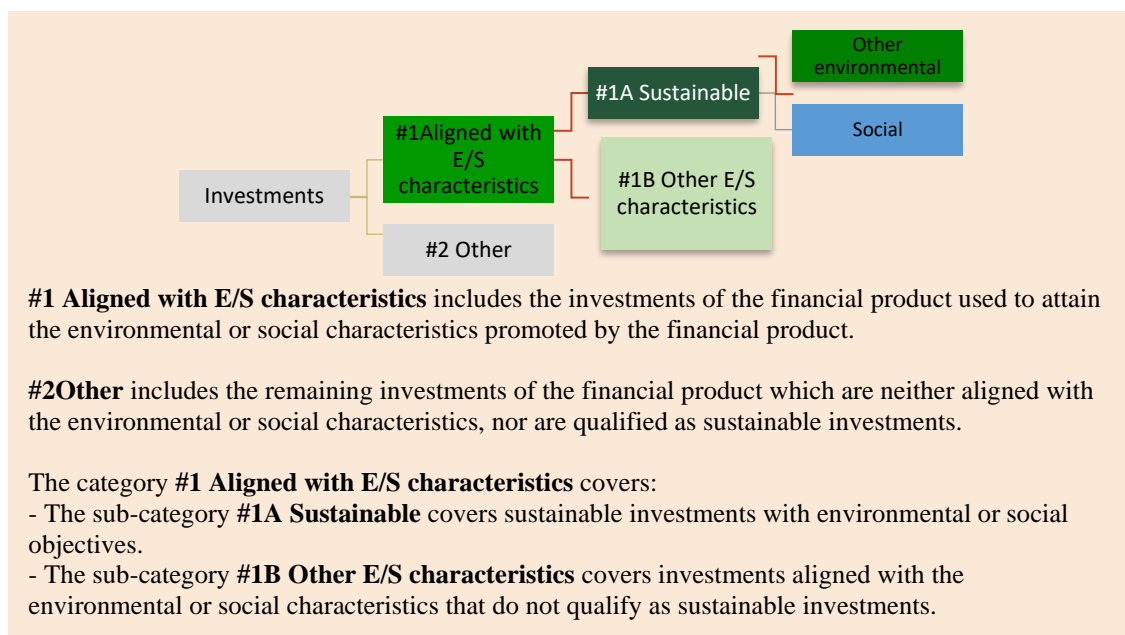 Other
environmental
#1A Sustainable
#1Aligned with
E/S
characteristics
Social
#1B Other E/S
characteristics
Investments
#2 Other
#1 Aligned with E/S characteristics includes the investments of the financial product used to attain
the environmental or social characteristics promoted by the financial product.
#2Other includes the remaining investments of the financial product which are neither aligned with
the environmental or social characteristics, nor are qualified as sustainable investments.
The category #1 Aligned with E/S characteristics covers:
- The sub-category #1A Sustainable covers sustainable investments with environmental or social
objectives.
- The sub-category #1B Other E/S characteristics covers investments aligned with the
environmental or social characteristics that do not qualify as sustainable investments.